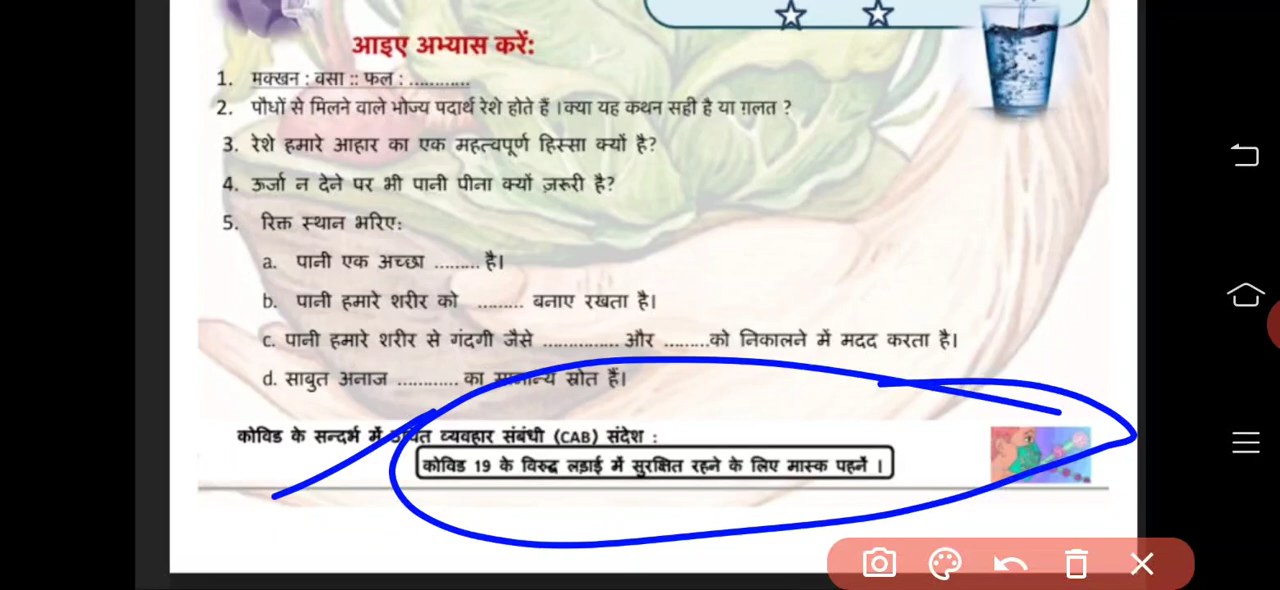 आइए अभ्यास करें:
1. मक्खन : वसा :: फल : ............
2. पौधों से मिलने वाले भोज्य पदार्थ रेशे होते हैं ।क्या यह कथन सही है या ग़लत ?
3. रेशे हमारे आहार का एक महत्वपूर्ण हिस्सा क्यों है?
4. ऊर्जा न देने पर भी पानी पीना क्यों ज़रूरी है?
5. रिक्त स्थान भरिए:
a. पानी एक अच्छा ......... है।
b. पानी हमारे शरीर को ......... बनाए रखता है।
c. पानी हमारे शरीर से गंदगी जैसे .............. और .........को निकालने में मदद करता है।
d. साबुत अनाज ............ का सामान्य स्रोत हैं।
कोविड के सन्दर्भ में उचित व्यवहार संबंधी (CAB) संदेश :
कोविड 19 के विरुद्ध लड़ाई में सुरक्षित रहने के लिए मास्क पहनें ।